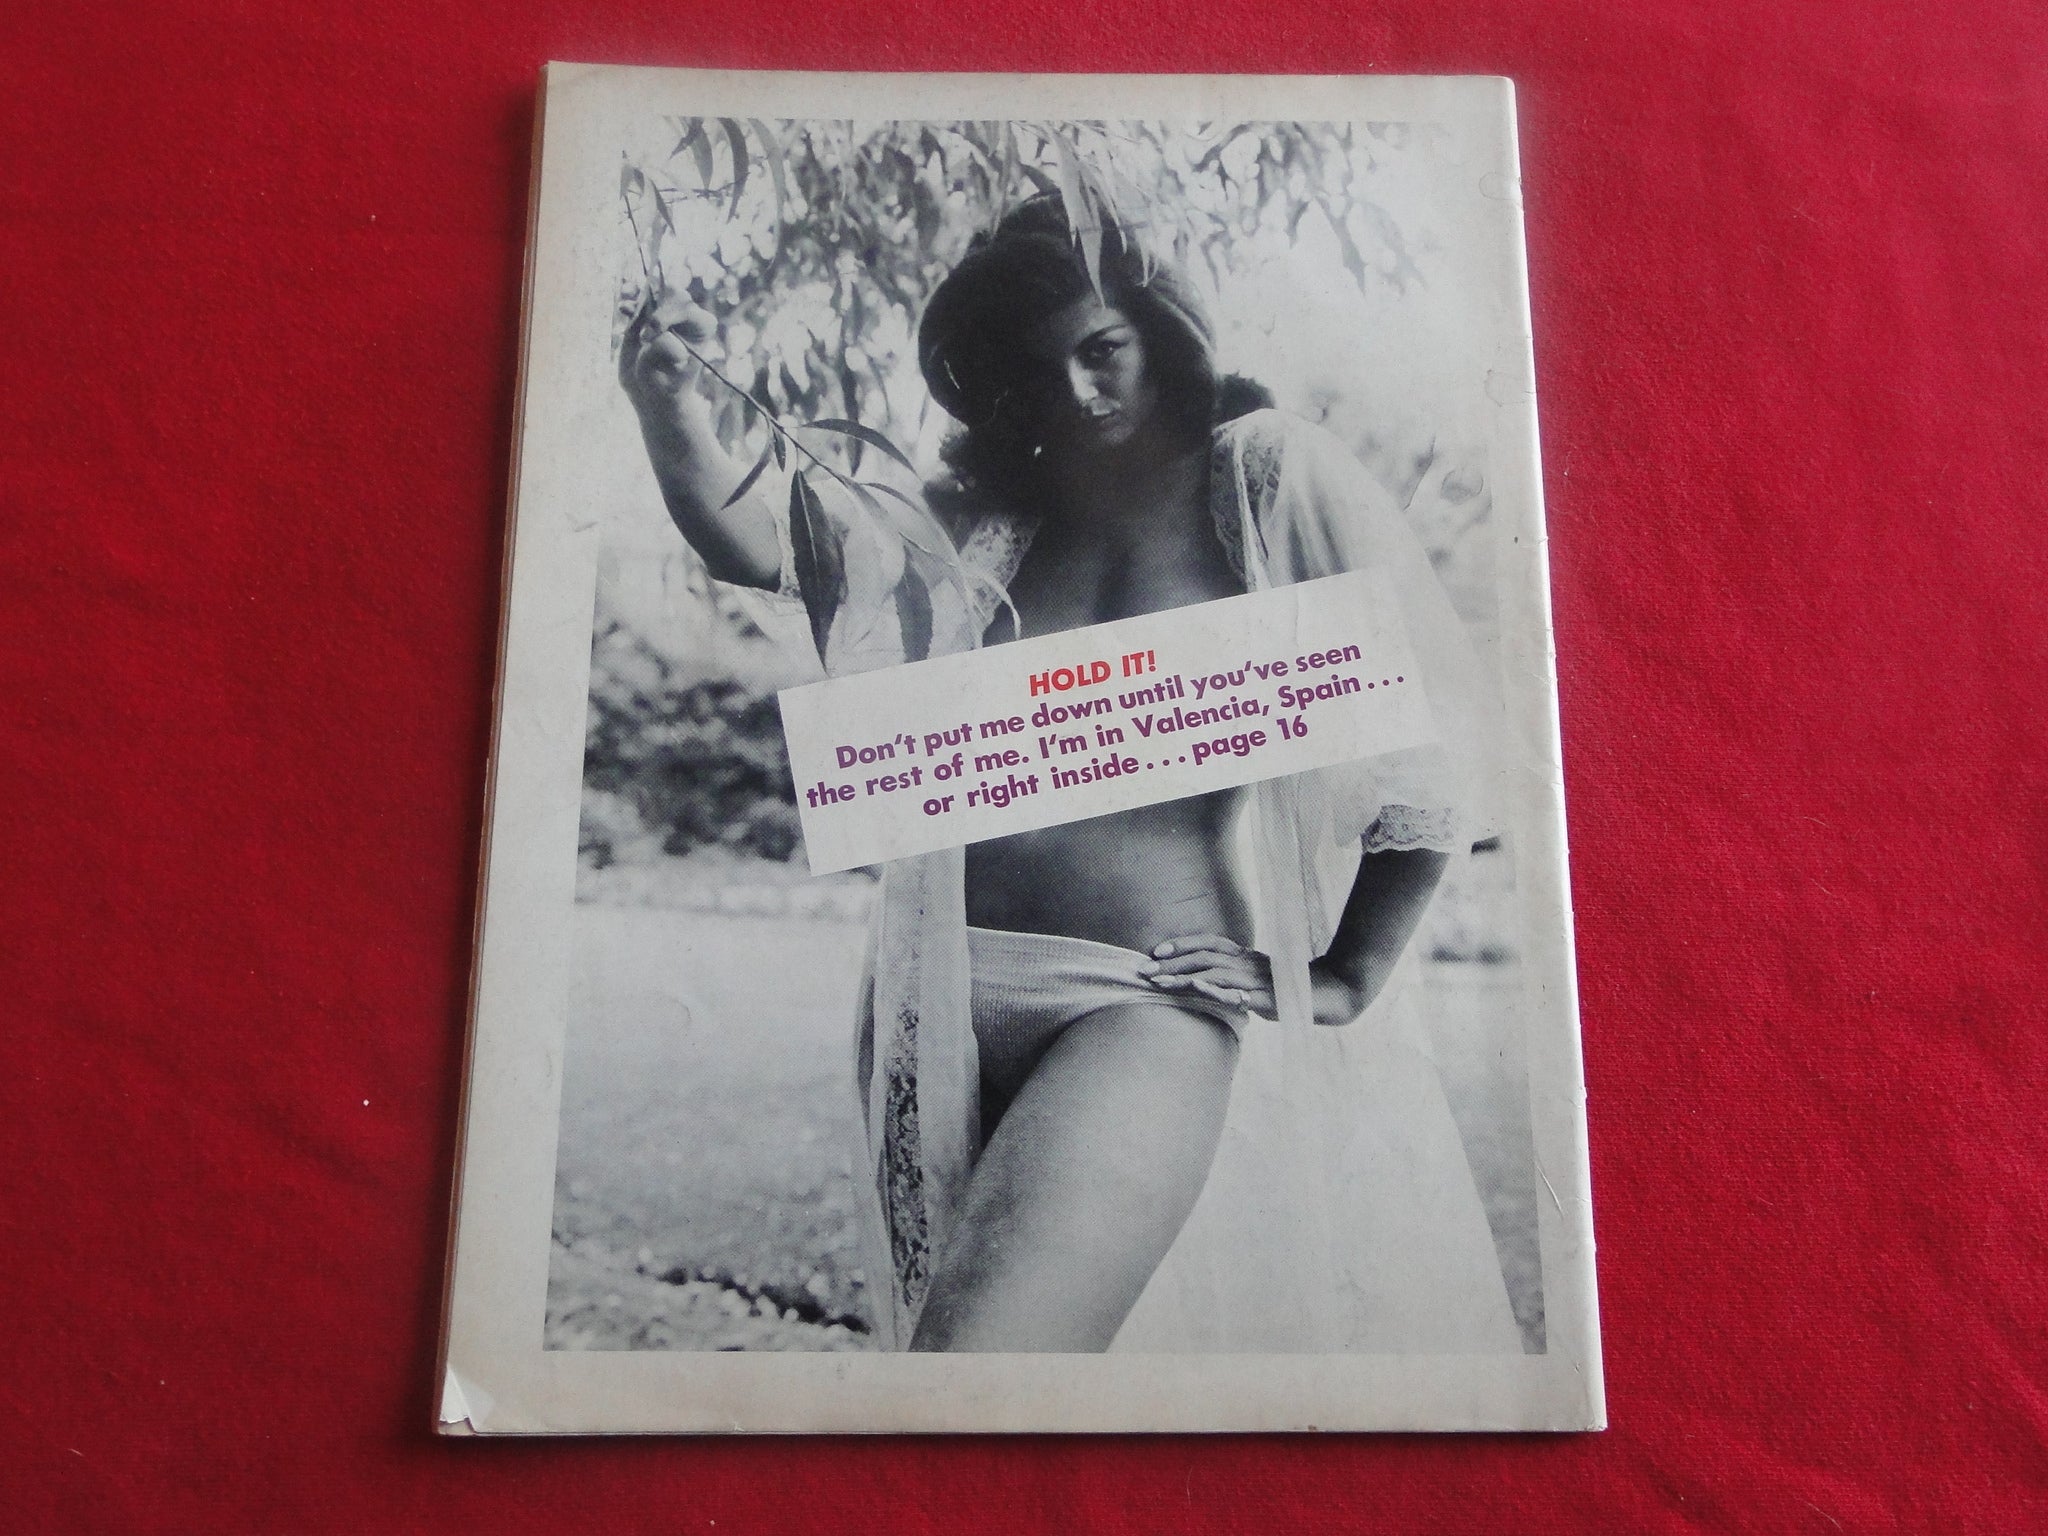 HOLD IT!
Don't put me down until you've seen
the rest of me. I'm in Valencia, Spain...
or right inside...page 16